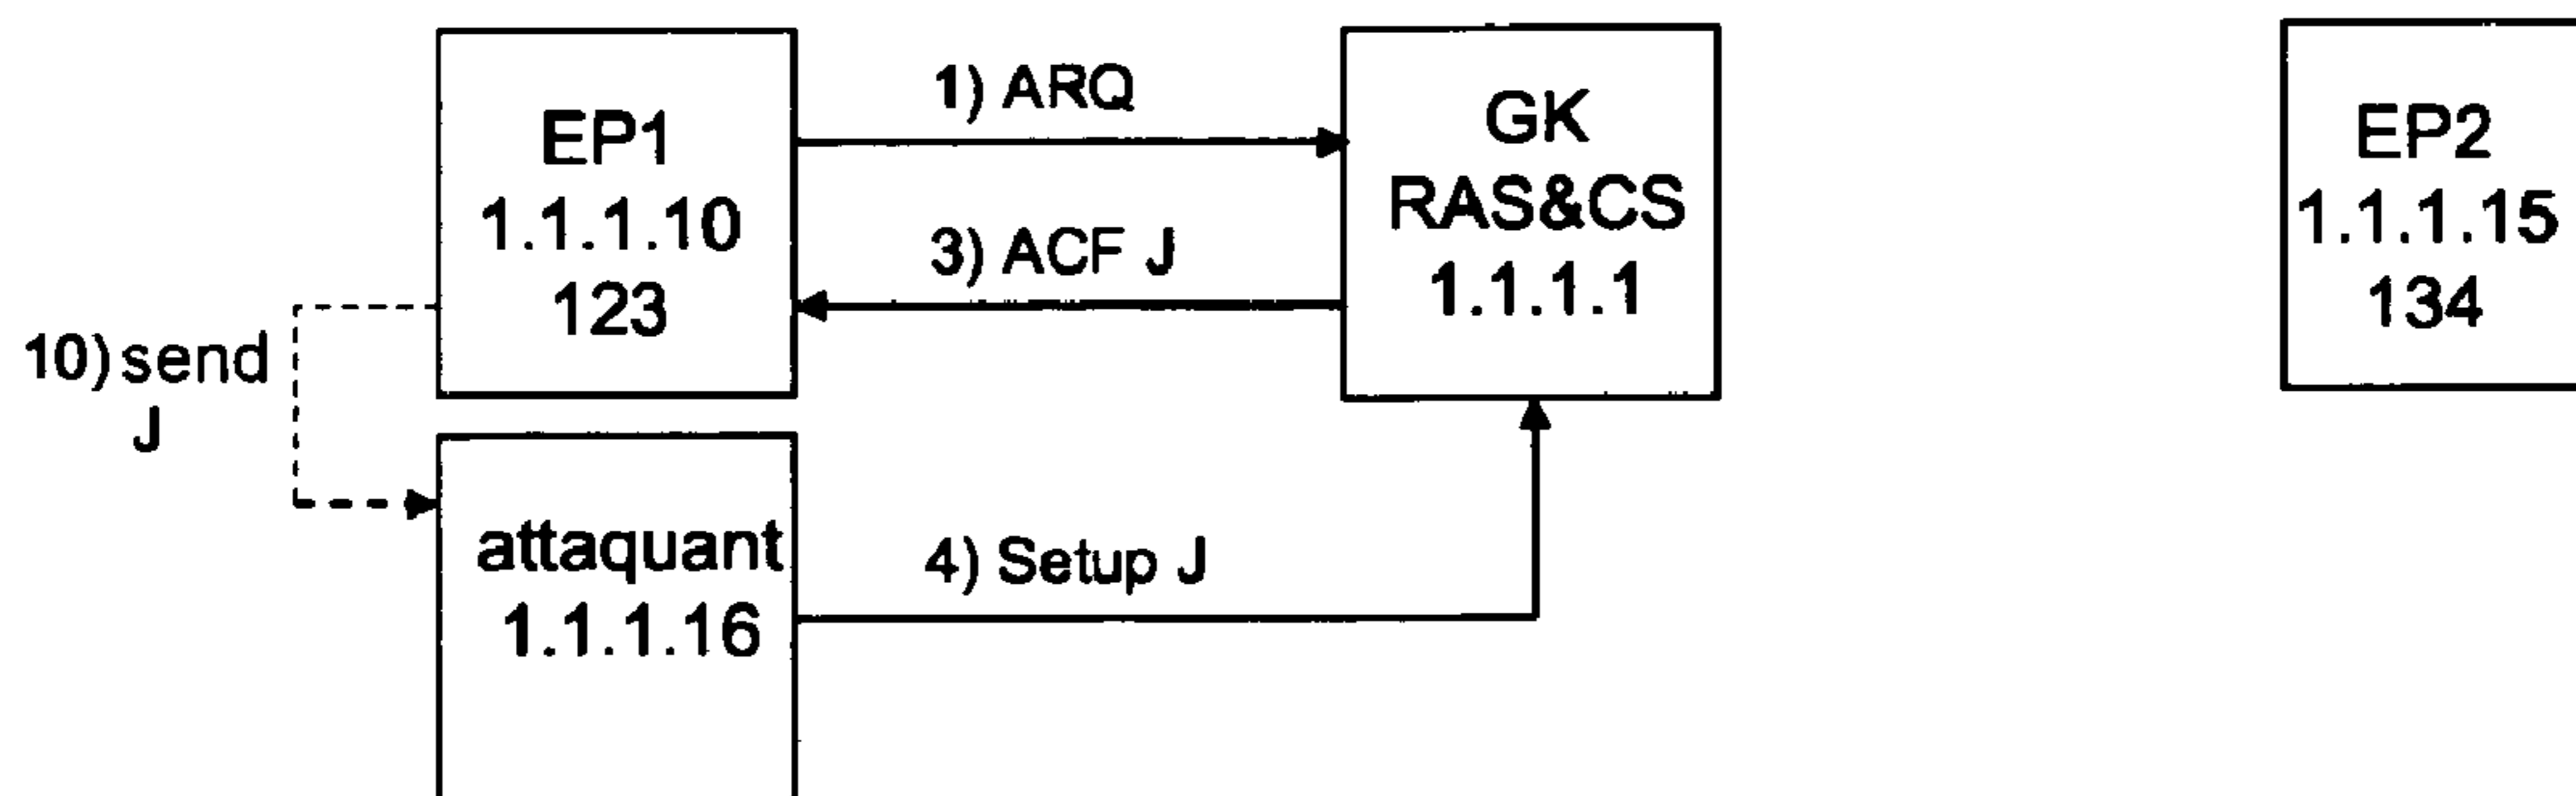 EP1
1.1.1.10
123
1) ARQ
3) ACF J
GK
RAS&CS
1.1.1.1
EP2
1.1.1.15
134
10) send
J
attaquant
1.1.1.16
4) Setup J